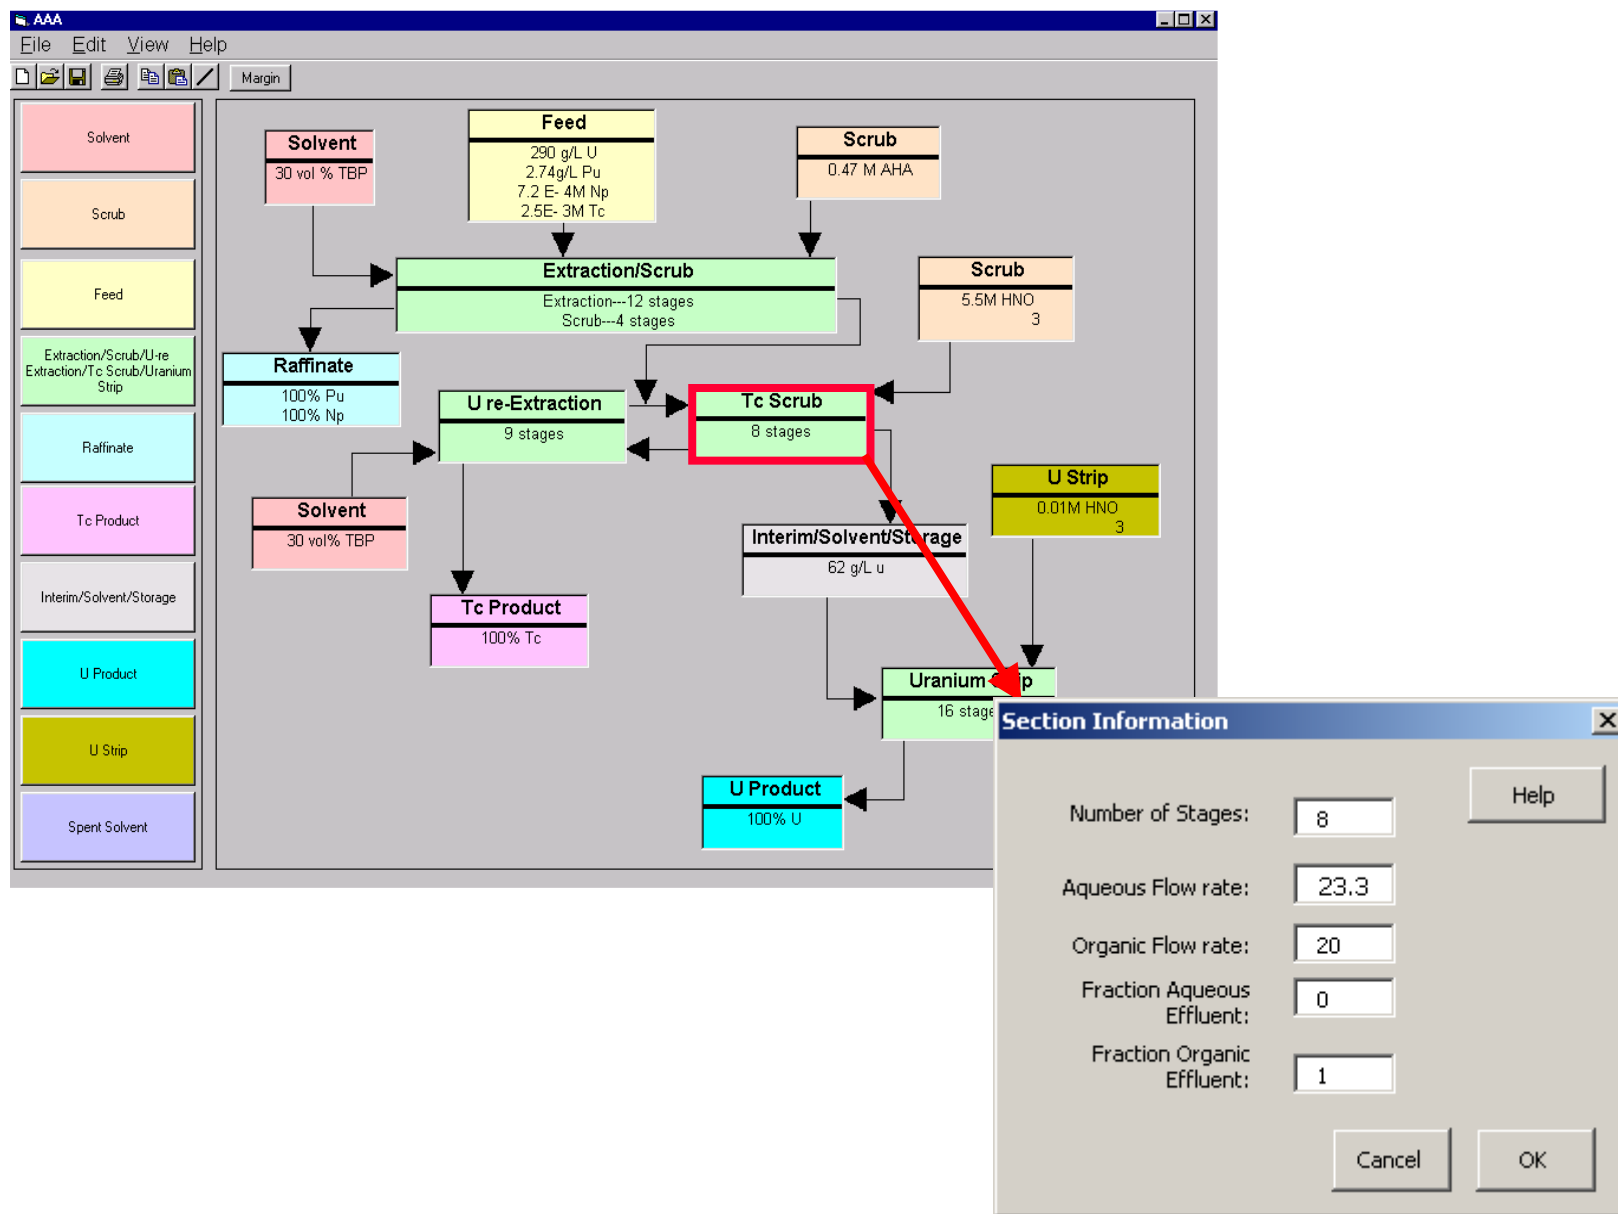 AAA
File Edit View Help
Margin
Solvent
Scrub
Feed
Extraction/Scrub/U-re
Extraction/Tc Scrub/Uranium
Strip
Raffinate
Tc Product
Interim/Solvent/Storage
U Product
U Strip
Spent Solvent
Solvent
30 vol % TBP
Feed
290 g/L U
2.74g/L Pu
7.2 E- 4M Np
2.5E- 3M Tc
Scrub
0.47 M AHA
Extraction/Scrub
Extraction---12 stages
Scrub---4 stages
Scrub
5.5M HNO
3
Raffinate
100% Pu
100% Np
U re-Extraction
9 stages
Tc Scrub
8 stages
Solvent
30 vol% TBP
U Strip
0.01M HNO
3
Interim/Solvent/Storage
62 g/L u
Tc Product
100% Tc
Uranium
16 stage
U Product
100% U
Section Information
Help
Number of Stages: 8
Aqueous Flow rate: 23.3
Organic Flow rate: 20
Fraction Aqueous
Effluent: 0
Fraction Organic
Effluent: 1
Cancel OK